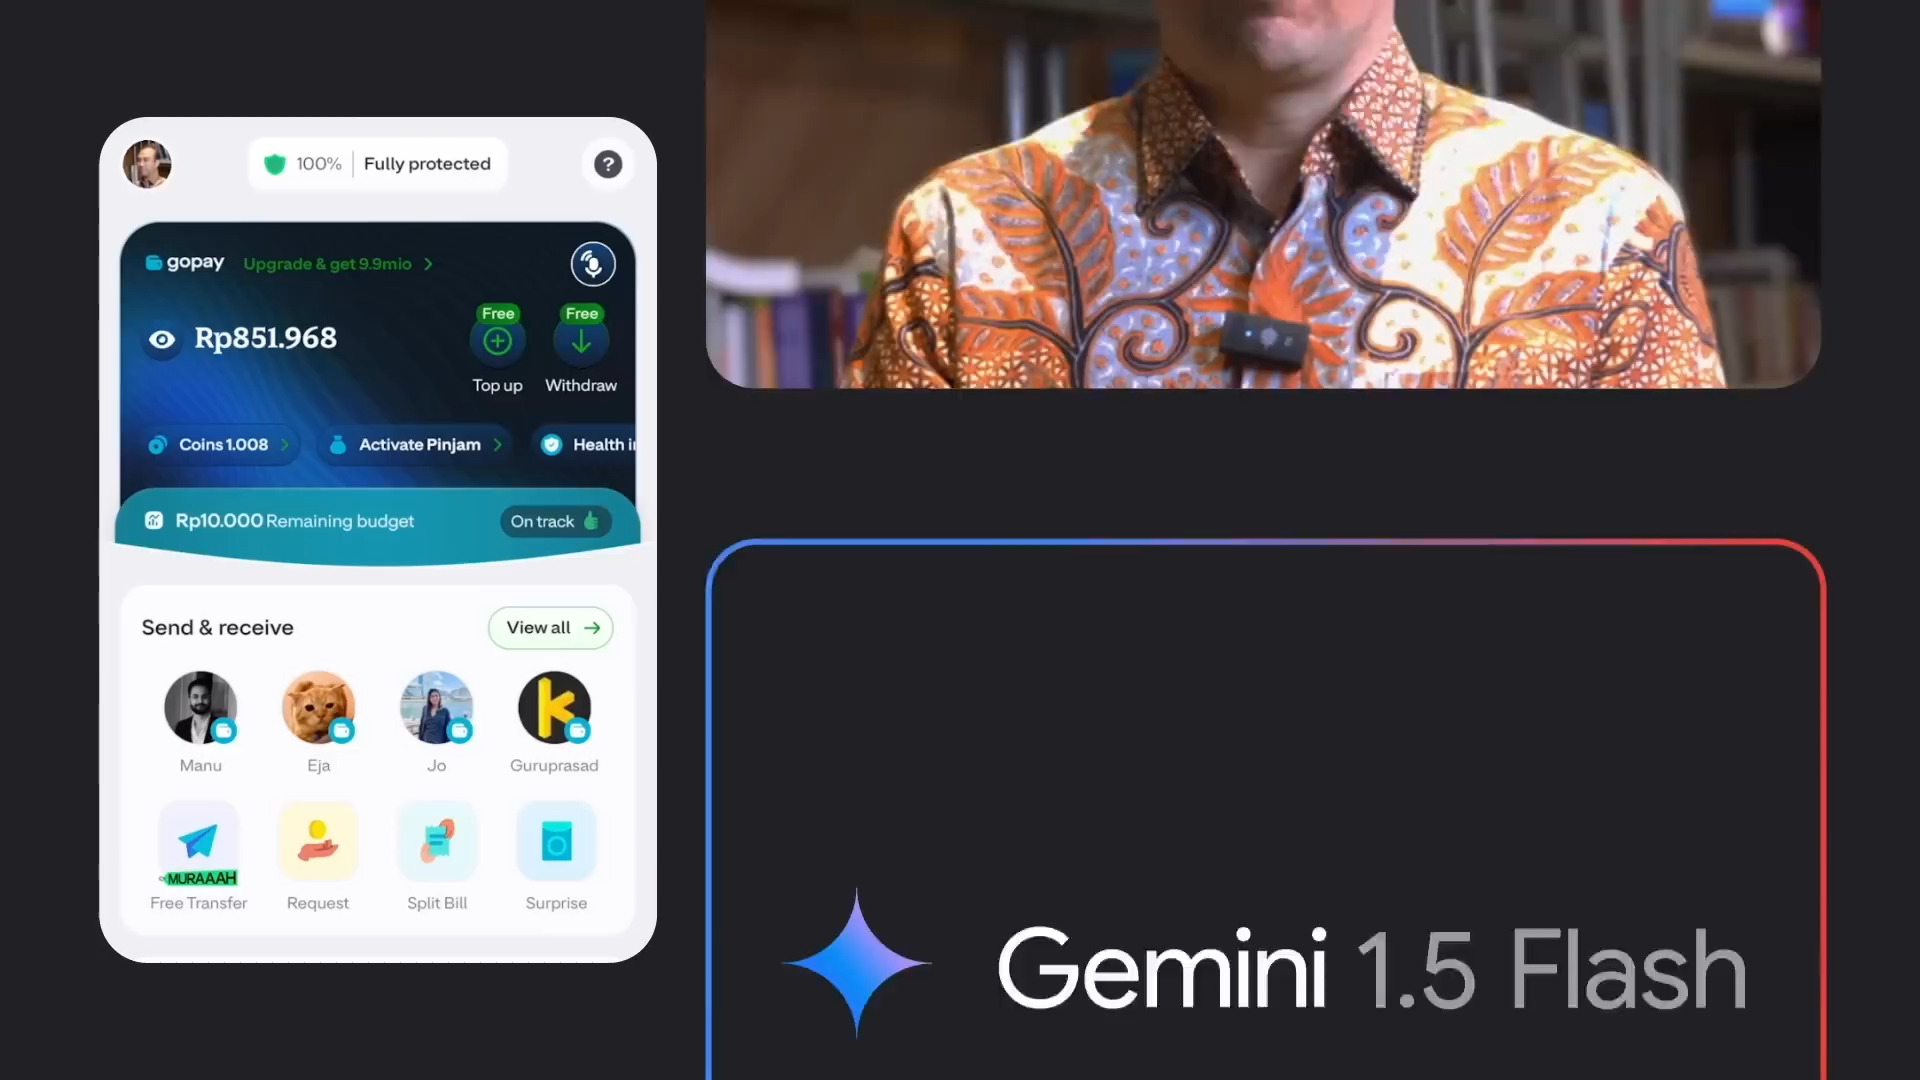 100% Fully protected ?
gopay Upgrade & get 9.9mio
Rp851.968
Free
Free
Top up
Withdraw
Coins 1.008
Activate Pinjam
Health i
Rp10.000 Remaining budget
On track
Send & receive
View all
Manu
Eja
Jo
Guruprasad
MURAAAH
Free Transfer
Request
Split Bill
Surprise
Gemini 1.5 Flash